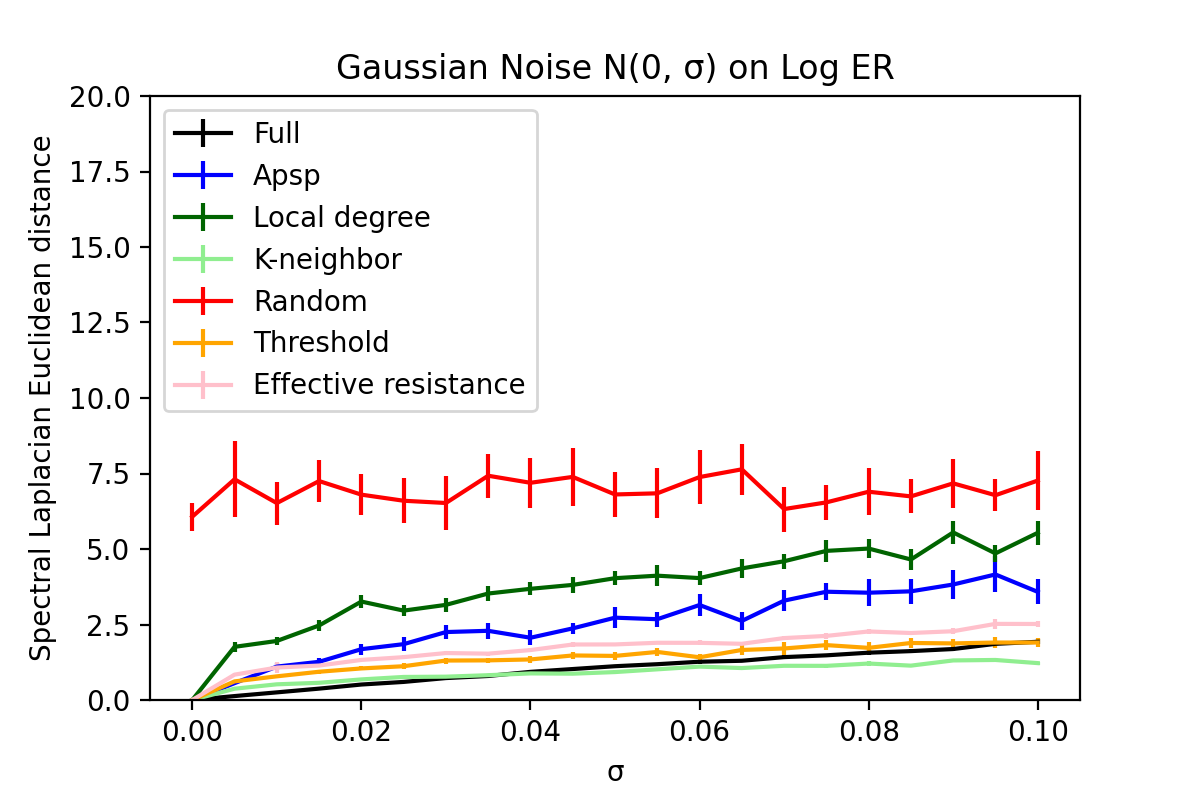 Gaussian Noise N(0, σ) on Log ER
Spectral Laplacian Euclidean distance
20.0
17.5
15.0
12.5
10.0
7.5
5.0
2.5
0.0
Full
Apsp
Local degree
K-neighbor
Random
Threshold
Effective resistance
0.00 0.02 0.04 0.06 0.08 0.10
σ